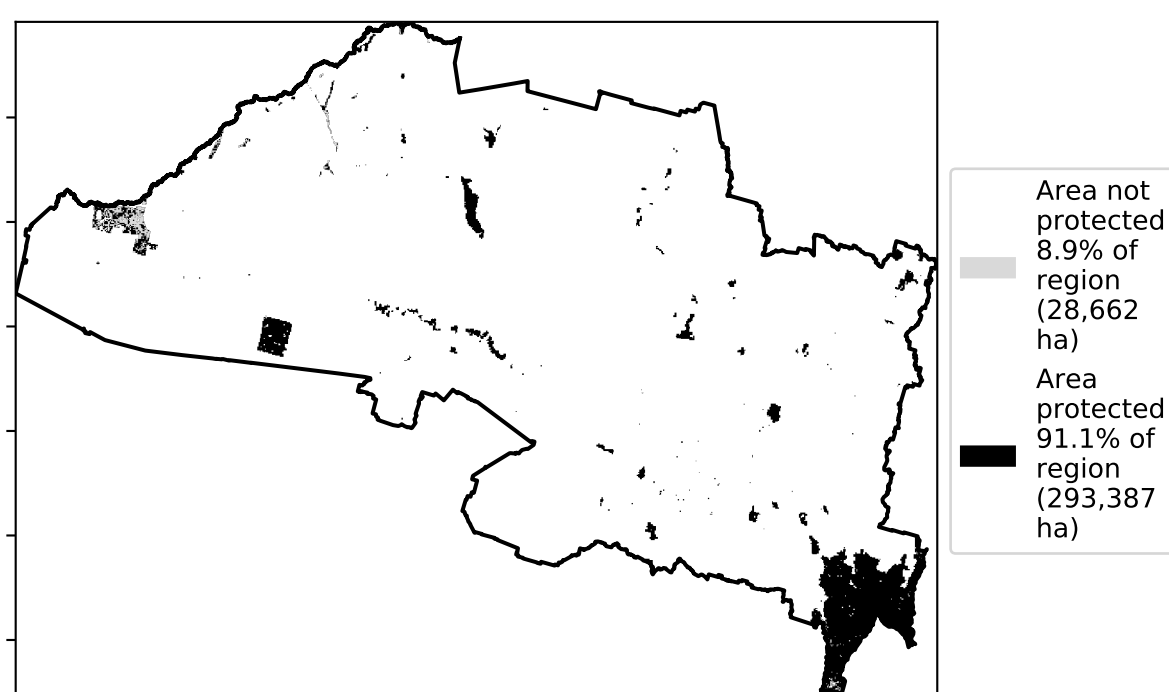 Area not
protected
8.9% of
region
(28,662
ha)
Area
protected
91.1% of
region
(293,387
ha)